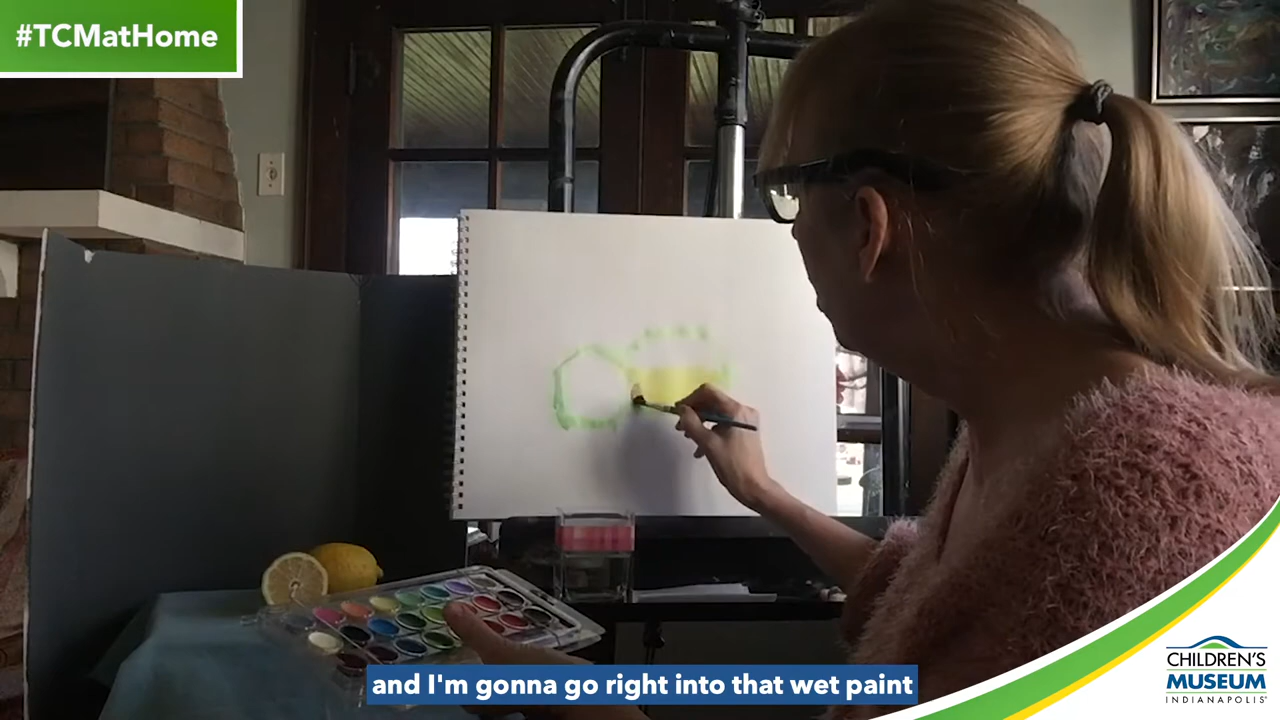 #TCMatHome
and I'm gonna go right into that wet paint
CHILDREN'S
MUSEUM
INDIANAPOLIS